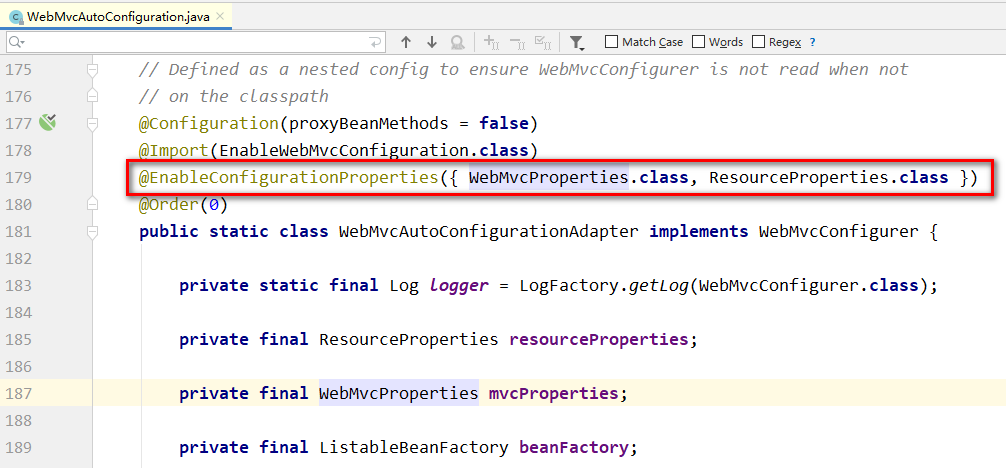 WebMvcAutoConfiguration.java
Match Case Words Regex ?
175 // Defined as a nested config to ensure WebMvcConfigurer is not read when not
176 // on the classpath
177 @Configuration(proxyBeanMethods = false)
178 @Import(EnableWebMvcConfiguration.class)
179 @EnableConfigurationProperties({ WebMvcProperties.class, ResourceProperties.class })
180 @Order(0)
181 public static class WebMvcAutoConfigurationAdapter implements WebMvcConfigurer {
182
183 private static final Log logger = LogFactory.getLog(WebMvcConfigurer.class);
184
185 private final ResourceProperties resourceProperties;
186
187 private final WebMvcProperties mvcProperties;
188
189 private final ListableBeanFactory beanFactory;